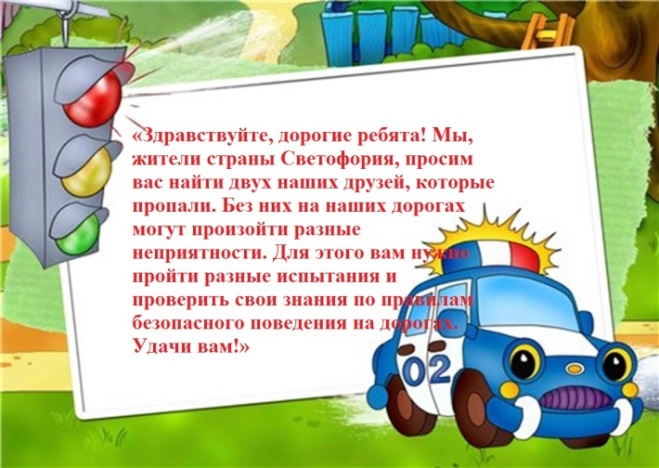 «Здравствуйте, дорогие ребята! Мы,
жители страны Светофория, просим
вас найти двух наших друзей, которые
пропали. Без них на наших дорогах
могут произойти разные
неприятности. Для этого вам нужно
пройти разные испытания и
проверить свои знания по правилам
безопасного поведения на дорогах.
Удачи вам!»
02